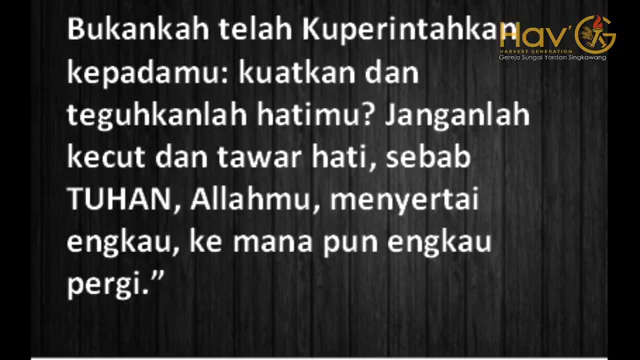 Bukankah telah Kuperintahkan
kepadamu: kuatkan dan
teguhkanlah hatimu? Janganlah
kecut dan tawar hati, sebab
TUHAN, Allahmu, menyertai
engkau, ke mana pun engkau
pergi.”
Hav'G
HARVEST GENERATION
Gereja Sungai Yordan Singkawang